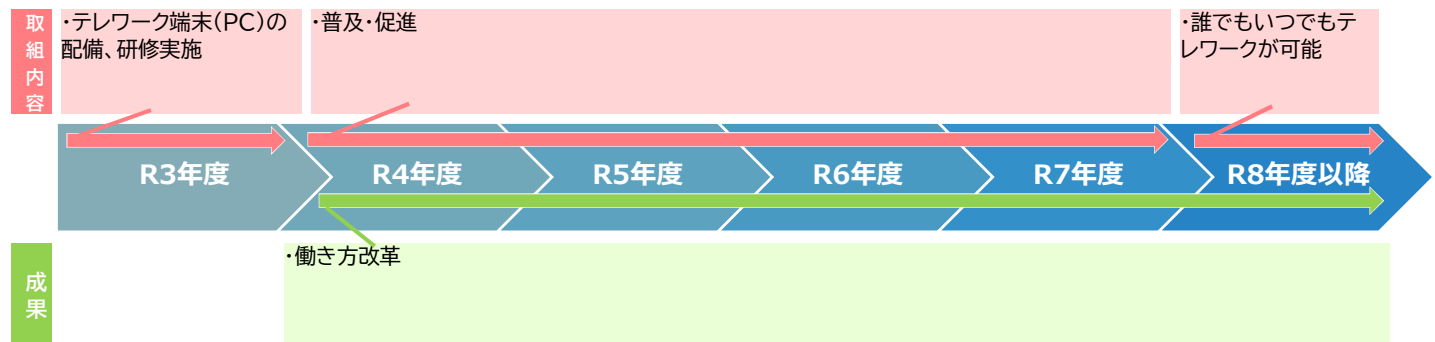 取組内容
・テレワーク端末(PC)の
配備、研修実施
・普及・促進
・誰でもいつでもテ
レワークが可能
R3年度
R4年度
R5年度
R6年度
R7年度
R8年度以降
成果
・働き方改革